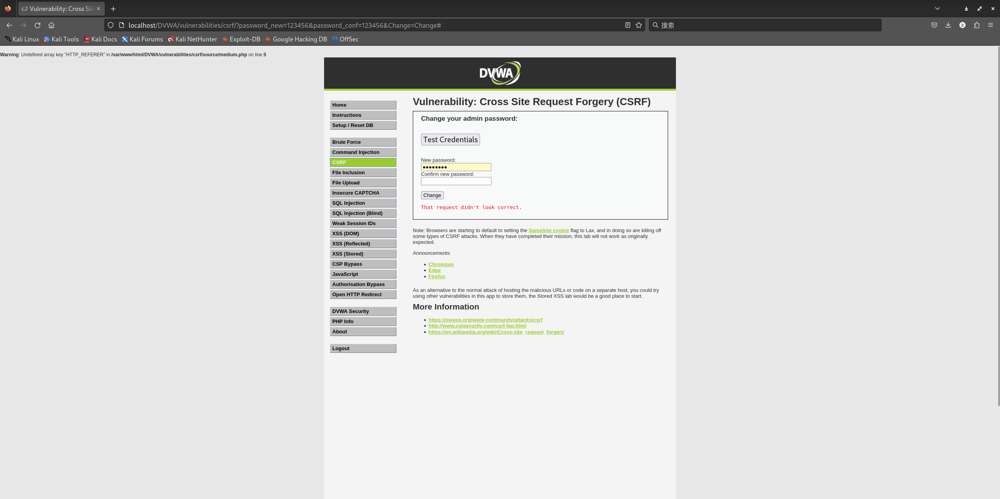 Vulnerability: Cross Site
localhost/DVWA/vulnerabilities/csrf/?password_new=123456&password_conf=123456&Change=Change#
搜索
2
Kali Linux Kali Tools Kali Docs Kali Forums Kali NetHunter Exploit-DB Google Hacking DB OffSec
Warning: Undefined array key "HTTP_REFERER" in /var/www/html/DVWA/vulnerabilities/csrf/source/medium.php on line 5
DVWA
Home
Instructions
Setup / Reset DB
Brute Force
Command Injection
CSRF
File Inclusion
File Upload
Insecure CAPTCHA
SQL Injection
SQL Injection (Blind)
Weak Session IDs
XSS (DOM)
XSS (Reflected)
XSS (Stored)
CSP Bypass
JavaScript
Authorisation Bypass
Open HTTP Redirect
DVWA Security
PHP Info
About
Logout
Vulnerability: Cross Site Request Forgery (CSRF)
Change your admin password:
Test Credentials
New password:
●●●●●●●●
Confirm new password:
Change
That request didn't look correct.
Note: Browsers are starting to default to setting the SameSite cookie flag to Lax, and in doing so are killing off
some types of CSRF attacks. When they have completed their mission, this lab will not work as originally
expected.
Announcements:
Chromium
Edge
Firefox
As an alternative to the normal attack of hosting the malicious URLs or code on a separate host, you could try
using other vulnerabilities in this app to store them, the Stored XSS lab would be a good place to start.
More Information
https://owasp.org/www-community/attacks/csrf
http://www.cgisecurity.com/csrf-faq.html
https://en.wikipedia.org/wiki/Cross-site_request_forgery